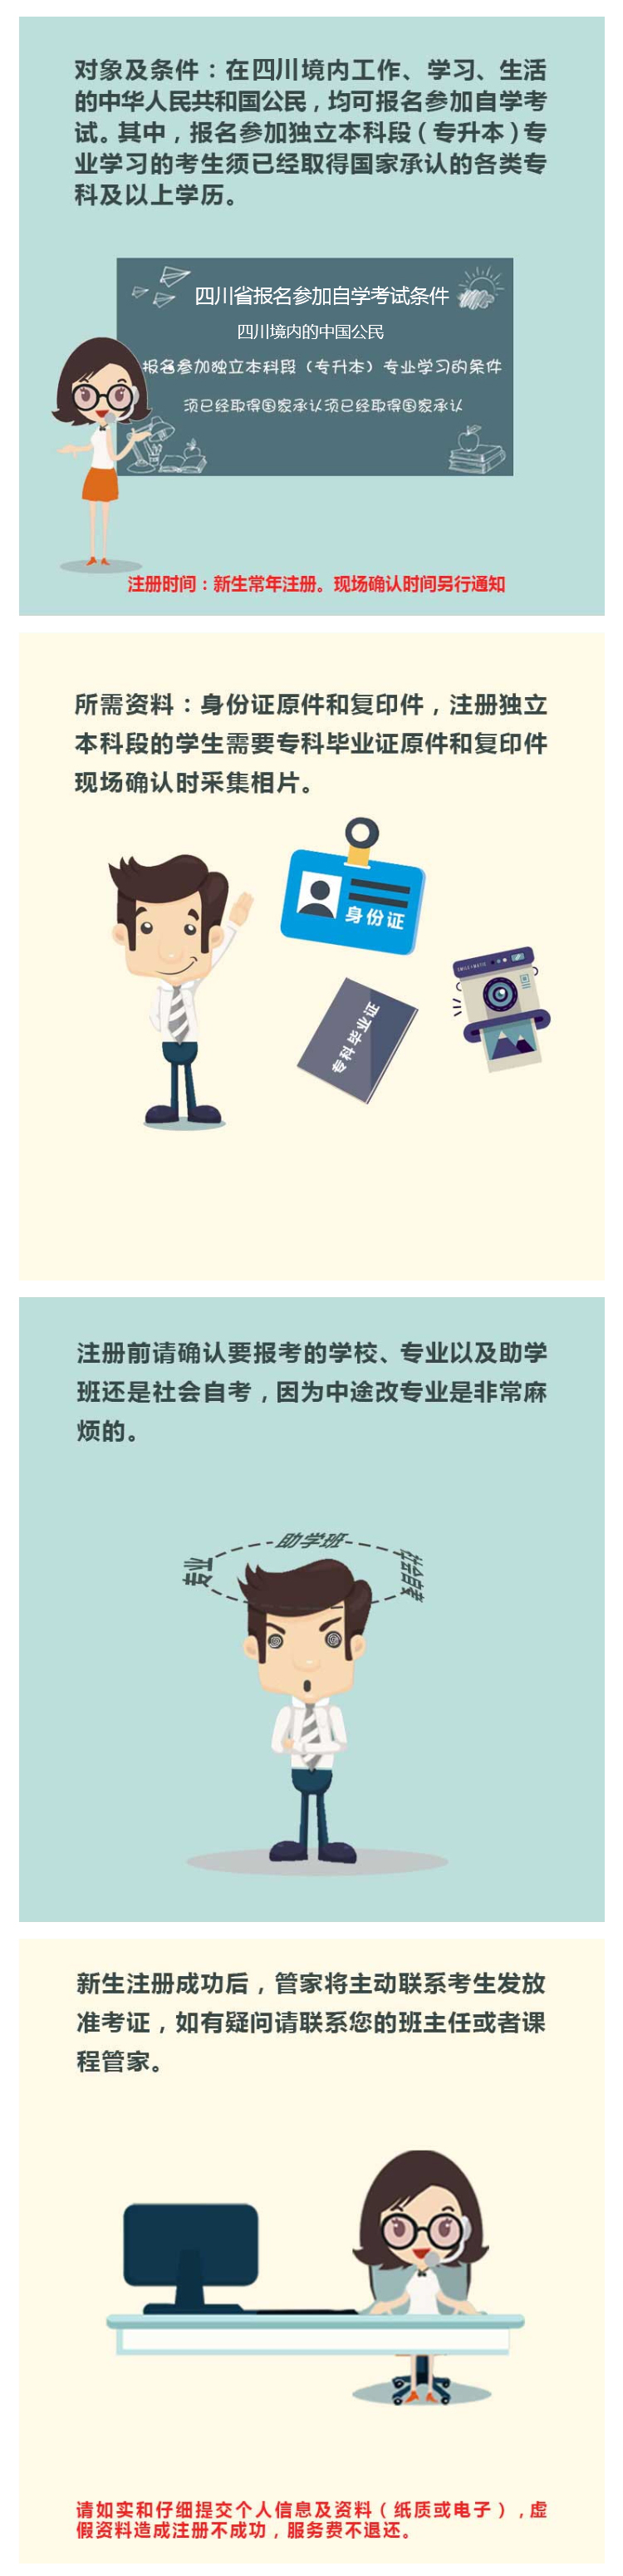 对象及条件：在四川境内工作、学习、生活
的中华人民共和国公民，均可报名参加自学考
试。其中，报名参加独立本科段（专升本）专
业学习的考生须已经取得国家承认的各类专
科及以上学历。
四川省报名参加自学考试条件
四川境内的中国公民
报名参加独立本科段（专升本）专业学习的条件
须已经取得国家承认须已经取得国家承认
注册时间：新生常年注册。现场确认时间另行通知
所需资料：身份证原件和复印件，注册独立
本科段的学生需要专科毕业证原件和复印件
现场确认时采集相片。
身份证
注册前请确认要报考的学校、专业以及助学
班还是社会自考，因为中途改专业是非常麻
烦的。
助学班
专业
社会自考
新生注册成功后，管家将主动联系考生发放
准考证，如有疑问请联系您的班主任或者课
程管家。
请如实和仔细提交个人信息及资料（纸质或电子），虚
假资料造成注册不成功，服务费不退还。